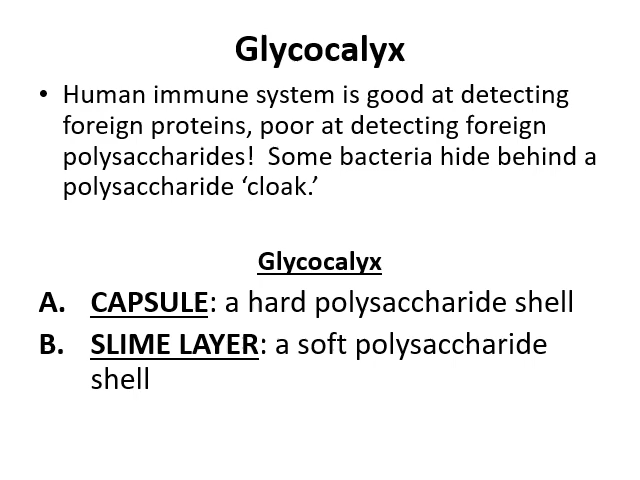 Glycocalyx
• Human immune system is good at detecting
foreign proteins, poor at detecting foreign
polysaccharides!  Some bacteria hide behind a
polysaccharide ‘cloak.’
Glycocalyx
A. CAPSULE: a hard polysaccharide shell
B. SLIME LAYER: a soft polysaccharide
shell